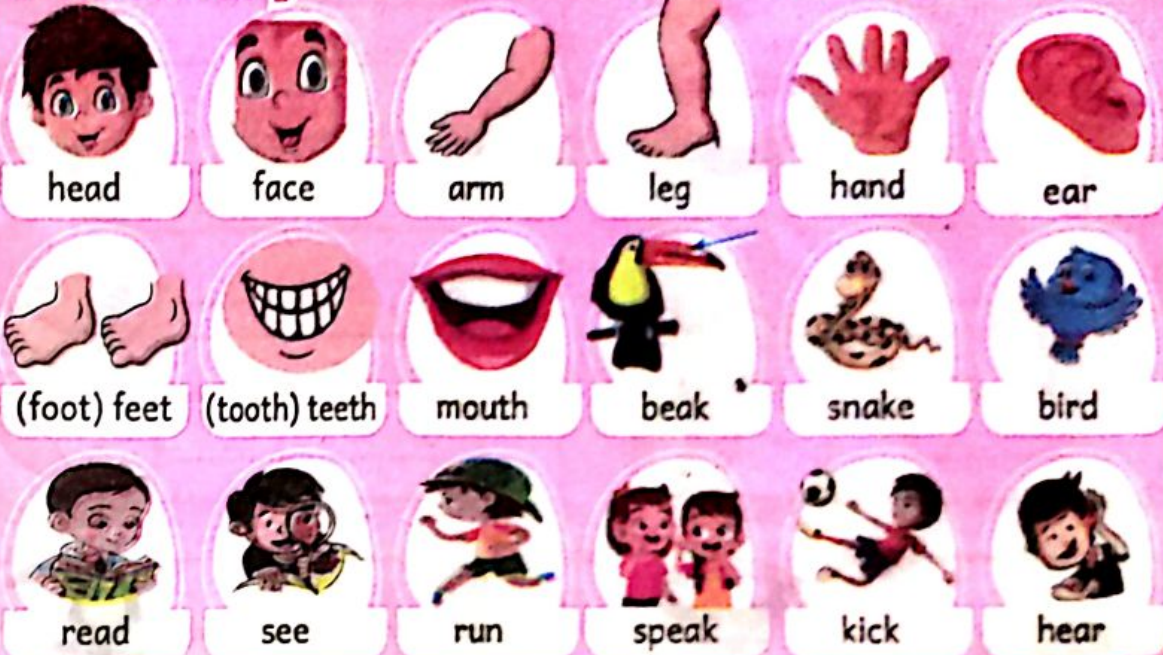 head face arm leg hand ear
(foot) feet (tooth) teeth mouth beak snake bird
read see run speak kick hear